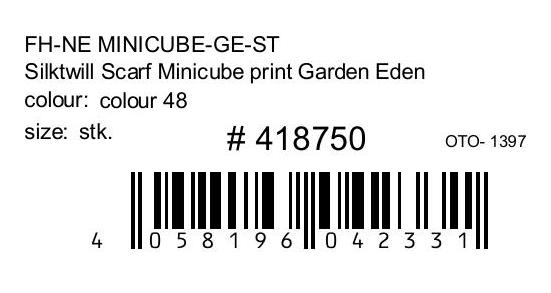 FH-NE MINICUBE-GE-ST
Silktwill Scarf Minicube print Garden Eden
colour: colour 48
size: stk.
# 418750
OTO- 1397
4 058196 042331